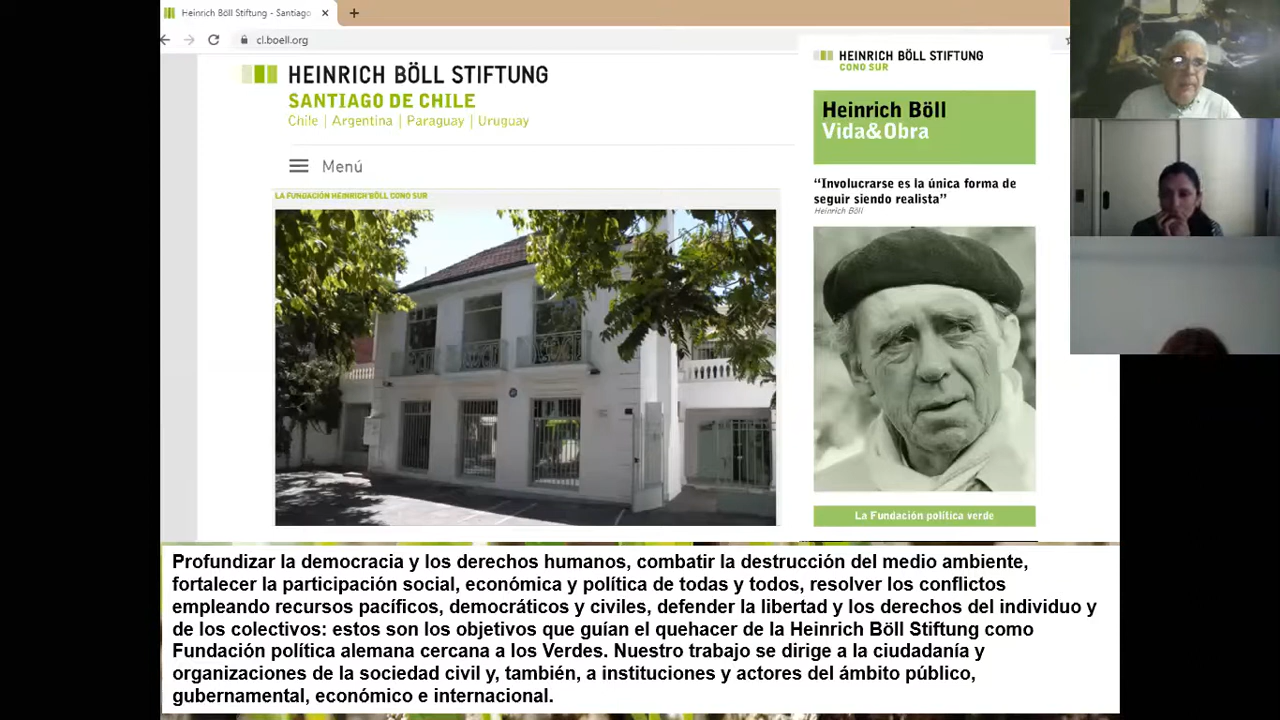 Heinrich Böll Stiftung - Santiago
cl.boell.org
HEINRICH BÖLL STIFTUNG
SANTIAGO DE CHILE
Chile | Argentina | Paraguay | Uruguay
Menú
LA FUNDACIÓN HEINRICH BÖLL CONO SUR
HEINRICH BÖLL STIFTUNG
CONO SUR
Heinrich Böll
Vida&Obra
“Involucrarse es la única forma de
seguir siendo realista”
Heinrich Böll
La Fundación política verde
Profundizar la democracia y los derechos humanos, combatir la destrucción del medio ambiente,
fortalecer la participación social, económica y política de todas y todos, resolver los conflictos
empleando recursos pacíficos, democráticos y civiles, defender la libertad y los derechos del individuo y
de los colectivos: estos son los objetivos que guían el quehacer de la Heinrich Böll Stiftung como
Fundación política alemana cercana a los Verdes. Nuestro trabajo se dirige a la ciudadanía y
organizaciones de la sociedad civil y, también, a instituciones y actores del ámbito público,
gubernamental, económico e internacional.